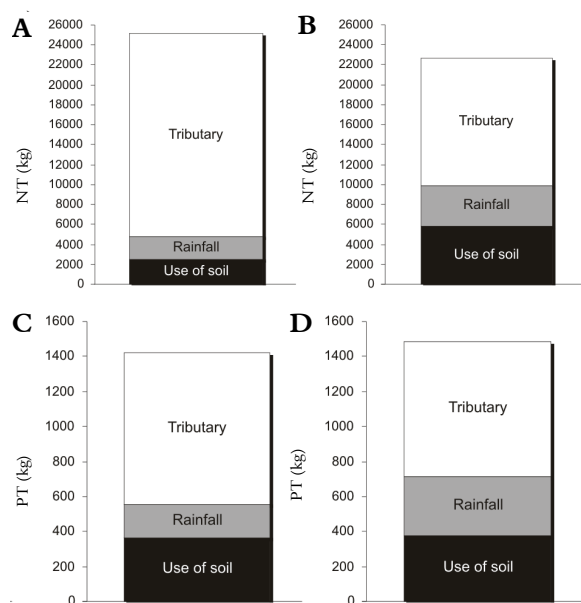 A
NT (kg)
26000
24000
22000
20000
18000
16000
14000
12000
10000
8000
6000
4000
2000
0
Tributary
Rainfall
Use of soil
B
NT (kg)
26000
24000
22000
20000
18000
16000
14000
12000
10000
8000
6000
4000
2000
0
Tributary
Rainfall
Use of soil
C
PT (kg)
1600
1400
1200
1000
800
600
400
200
0
Tributary
Rainfall
Use of soil
D
PT (kg)
1600
1400
1200
1000
800
600
400
200
0
Tributary
Rainfall
Use of soil